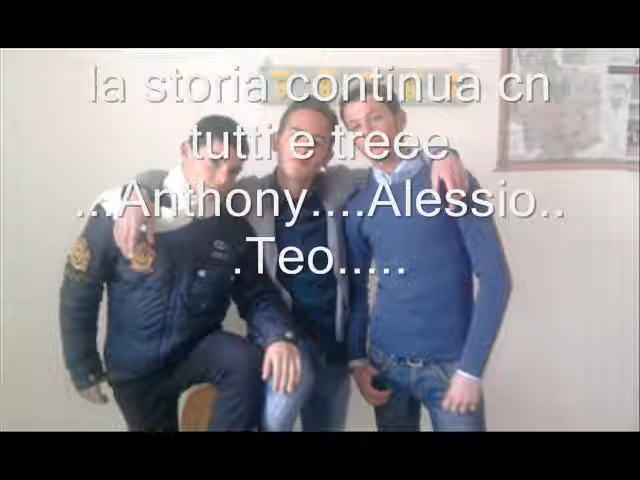 la storia continua cn
tutti e treee
...Anthony....Alessio..
.Teo.....